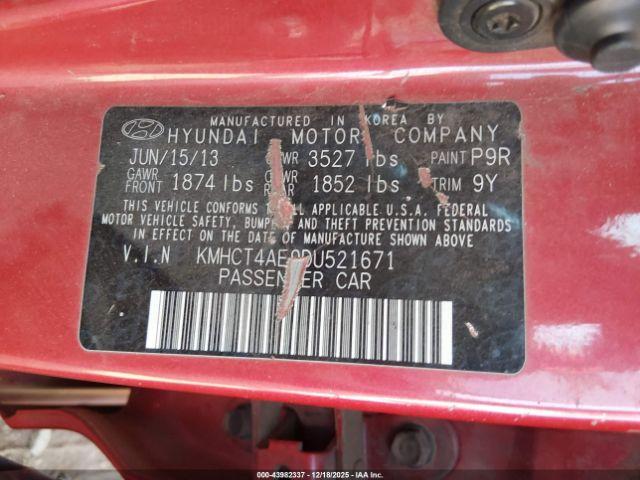 MANUFACTURED IN KOREA BY
HYUNDAI MOTOR COMPANY
JUN/15/13 GVWR 3527 lbs PAINT P9R
GAWR FRONT 1874 lbs GAWR REAR 1852 lbs TRIM 9Y
THIS VEHICLE CONFORMS TO ALL APPLICABLE U.S.A. FEDERAL
MOTOR VEHICLE SAFETY, BUMPER AND THEFT PREVENTION STANDARDS
IN EFFECT ON THE DATE OF MANUFACTURE SHOWN ABOVE
V.I.N
PASSENGER CAR
000-43982337 - 12/18/2025 - IAA Inc.